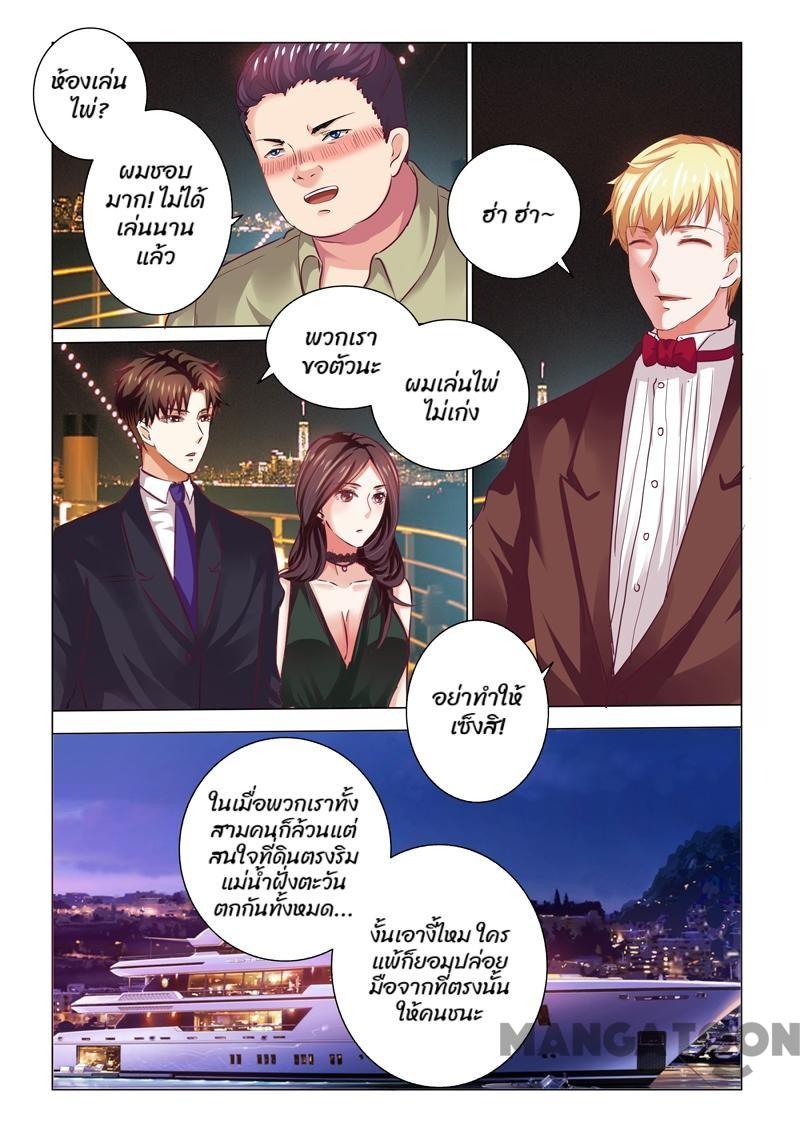 ห้องเล่น
ไพ่?
ผมชอบ
มาก! ไม่ได้
เล่นนาน
แล้ว
ฮ่า ฮ่า~
พวกเรา
ขอตัวนะ
ผมเล่นไพ่
ไม่เก่ง
อย่าทำให้
เซ็งสิ!
ในเมื่อพวกเราทั้ง
สามคนก็ล้วนแต่
สนใจที่ดินตรงริม
แม่น้ำฝั่งตะวัน
ตกกันทั้งหมด...
งั้นเอางี้ไหม ใคร
แพ้ก็ยอมปล่อย
มือจากที่ตรงนั้น
ให้คนชนะ
MANGATOON